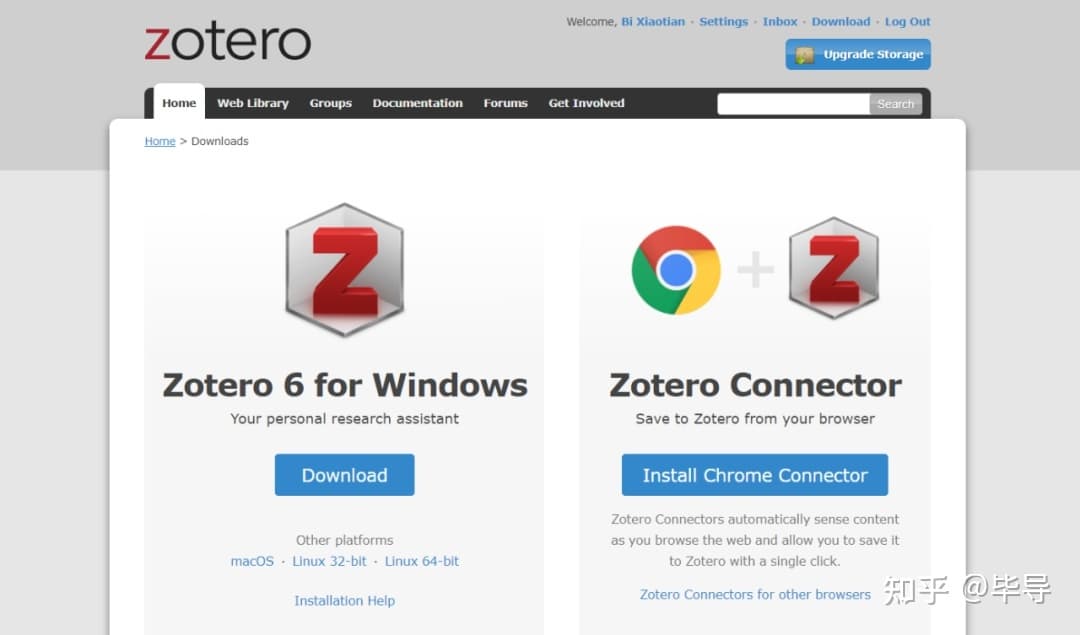 zotero
Welcome, Bi Xiaotian · Settings · Inbox · Download · Log Out
Upgrade Storage
Home Web Library Groups Documentation Forums Get Involved Search
Home > Downloads
Z
Z
Zotero 6 for Windows
Your personal research assistant
Download
Other platforms
macOS · Linux 32-bit · Linux 64-bit
Installation Help
Zotero Connector
Save to Zotero from your browser
Install Chrome Connector
Zotero Connectors automatically sense content
as you browse the web and allow you to save it
to Zotero with a single click.
Zotero Connectors for other browsers
知乎 @毕导